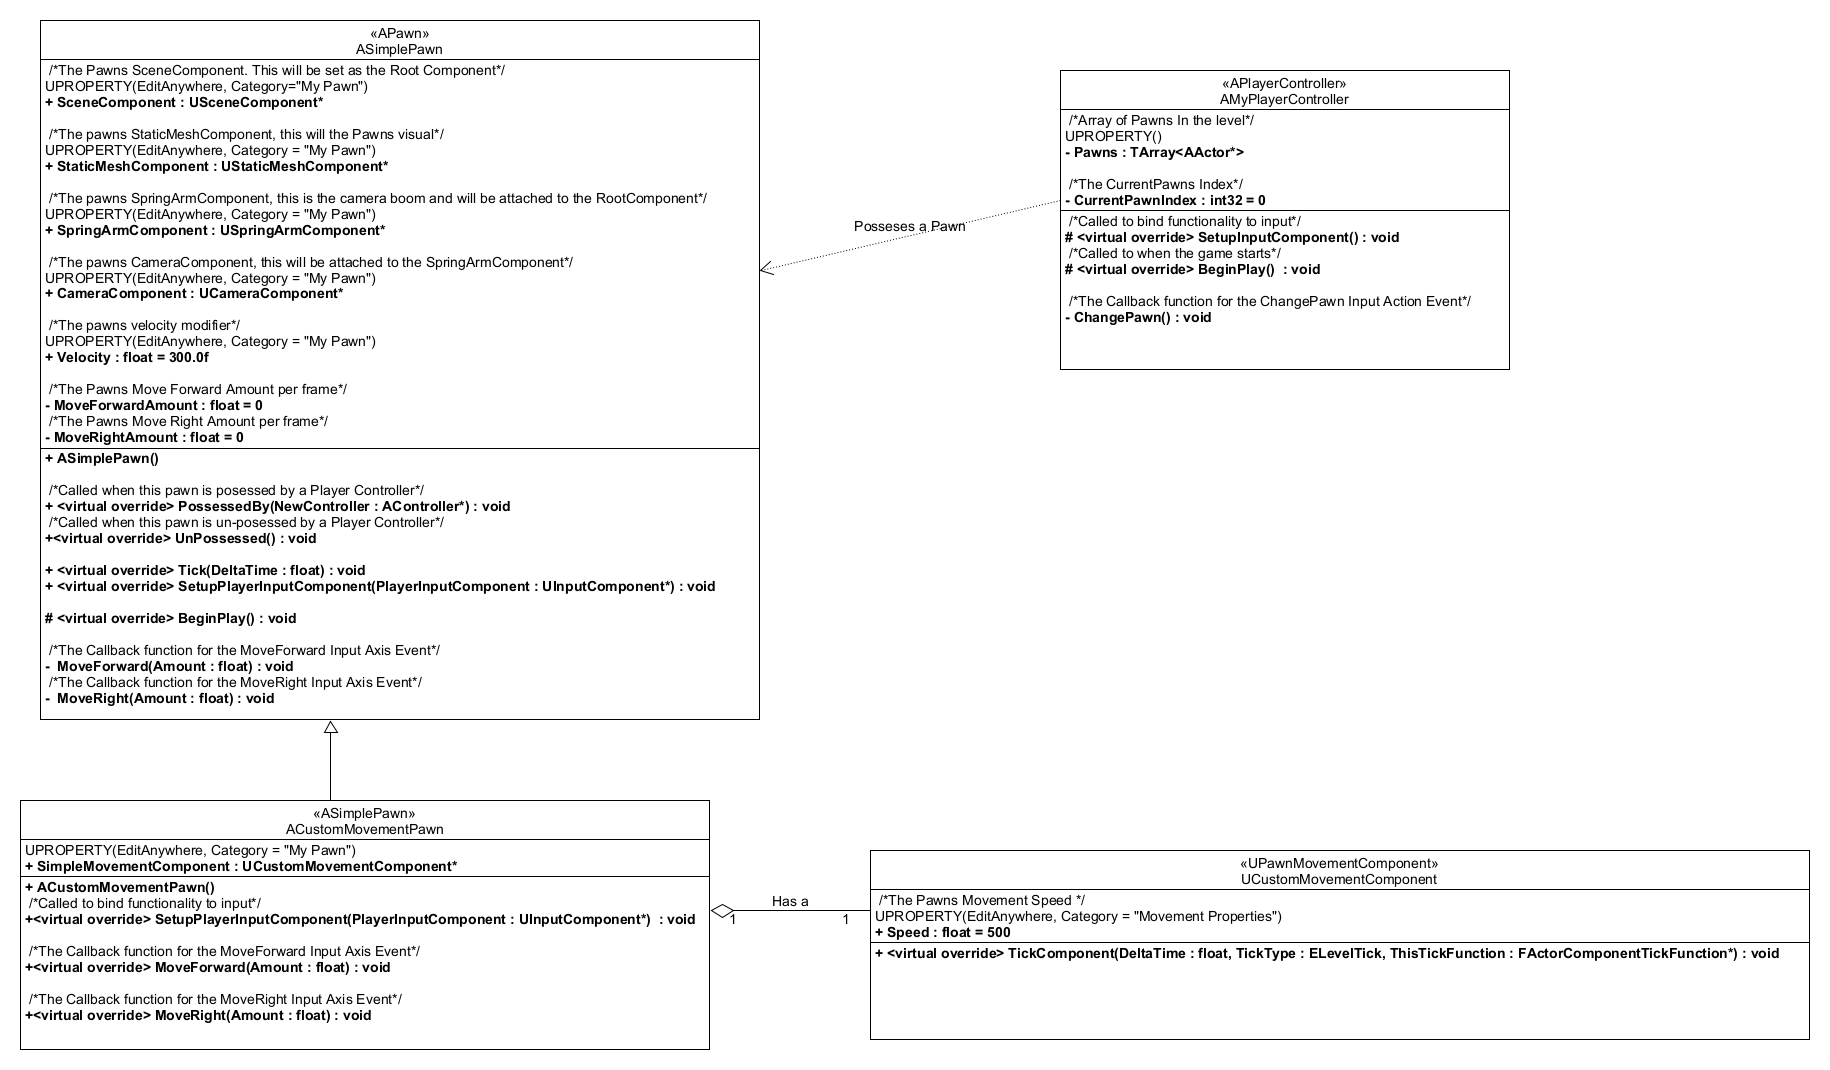 «APawn»
ASimplePawn
/*The Pawns SceneComponent. This will be set as the Root Component*/
UPROPERTY(EditAnywhere, Category="My Pawn")
+ SceneComponent : USceneComponent*
/*The pawns StaticMeshComponent, this will the Pawns visual*/
UPROPERTY(EditAnywhere, Category = "My Pawn")
+ StaticMeshComponent : UStaticMeshComponent*
/*The pawns SpringArmComponent, this is the camera boom and will be attached to the RootComponent*/
UPROPERTY(EditAnywhere, Category = "My Pawn")
+ SpringArmComponent : USpringArmComponent*
/*The pawns CameraComponent, this will be attached to the SpringArmComponent*/
UPROPERTY(EditAnywhere, Category = "My Pawn")
+ CameraComponent : UCameraComponent*
/*The pawns velocity modifier*/
UPROPERTY(EditAnywhere, Category = "My Pawn")
+ Velocity : float = 300.0f
/*The Pawns Move Forward Amount per frame*/
- MoveForwardAmount : float = 0
/*The Pawns Move Right Amount per frame*/
- MoveRightAmount : float = 0
+ ASimplePawn()
/*Called when this pawn is posessed by a Player Controller*/
+ <virtual override> PossessedBy(NewController : AController*) : void
/*Called when this pawn is un-posessed by a Player Controller*/
+<virtual override> UnPossessed() : void
+ <virtual override> Tick(DeltaTime : float) : void
+ <virtual override> SetupPlayerInputComponent(PlayerInputComponent : UInputComponent*) : void
# <virtual override> BeginPlay() : void
/*The Callback function for the MoveForward Input Axis Event*/
- MoveForward(Amount : float) : void
/*The Callback function for the MoveRight Input Axis Event*/
- MoveRight(Amount : float) : void
Posseses a Pawn
«APlayerController»
AMyPlayerController
/*Array of Pawns In the level*/
UPROPERTY()
- Pawns : TArray<AActor*>
/*The CurrentPawns Index*/
- CurrentPawnIndex : int32 = 0
/*Called to bind functionality to input*/
# <virtual override> SetupInputComponent() : void
/*Called to when the game starts*/
# <virtual override> BeginPlay()  : void
/*The Callback function for the ChangePawn Input Action Event*/
- ChangePawn() : void
«ASimplePawn»
ACustomMovementPawn
UPROPERTY(EditAnywhere, Category = "My Pawn")
+ SimpleMovementComponent : UCustomMovementComponent*
+ ACustomMovementPawn()
/*Called to bind functionality to input*/
+<virtual override> SetupPlayerInputComponent(PlayerInputComponent : UInputComponent*)  : void
/*The Callback function for the MoveForward Input Axis Event*/
+<virtual override> MoveForward(Amount : float) : void
/*The Callback function for the MoveRight Input Axis Event*/
+<virtual override> MoveRight(Amount : float) : void
Has a
1
1
«UPawnMovementComponent»
UCustomMovementComponent
/*The Pawns Movement Speed */
UPROPERTY(EditAnywhere, Category = "Movement Properties")
+ Speed : float = 500
+ <virtual override> TickComponent(DeltaTime : float, TickType : ELevelTick, ThisTickFunction : FActorComponentTickFunction*) : void